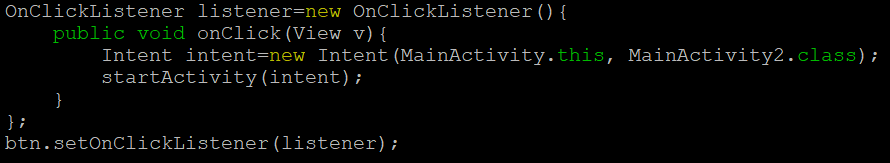 OnClickListener listener=new OnClickListener(){
    public void onClick(View v){
        Intent intent=new Intent(MainActivity.this, MainActivity2.class);
        startActivity(intent);
    }
};
btn.setOnClickListener(listener);